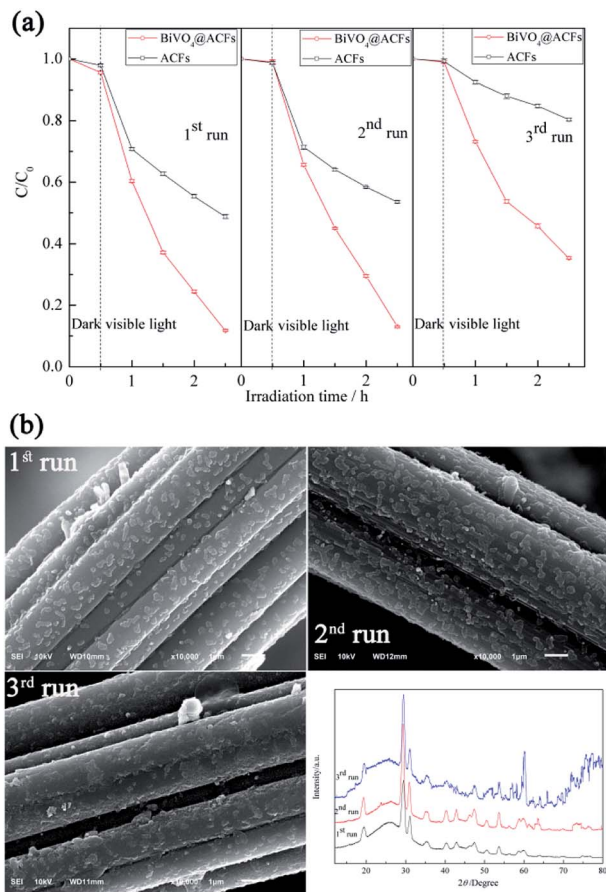 (a)
BiVO₄@ACFs
ACFs
BiVO₄@ACFs
ACFs
BiVO₄@ACFs
ACFs
1st run
2nd run
3rd run
C/C₀
1.0
0.8
0.6
0.4
0.2
0.0
Dark visible light
Dark visible light
Dark visible light
0 1 2 0 1 2 0 1 2
Irradiation time / h
(b)
1st run
SEI 10kV WD10mm x10,000 1μm
2nd run
SEI 10kV WD12mm x10,000 1μm
3rd run
SEI 10kV WD11mm x10,000 1μm
Intensity/a.u.
3rd run
2nd run
1st run
20 30 40 50 60 70 80
2θ /Degree